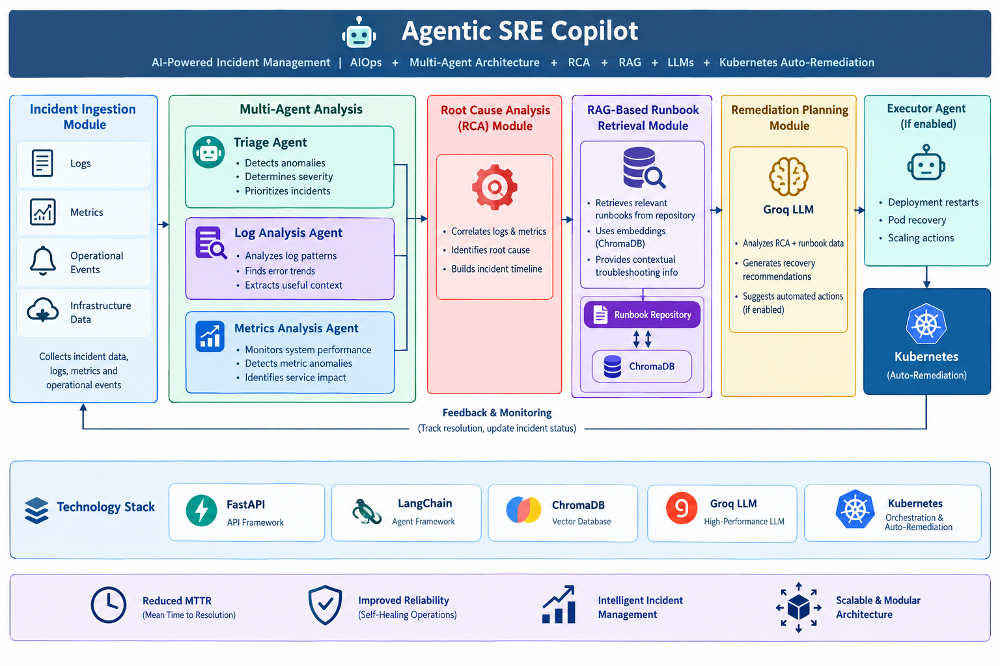 Agentic SRE Copilot
AI-Powered Incident Management | AIOps + Multi-Agent Architecture + RCA + RAG + LLMs + Kubernetes Auto-Remediation
Incident Ingestion
Module
Logs
Metrics
Operational
Events
Infrastructure
Data
Collects incident data,
logs, metrics and
operational events
Multi-Agent Analysis
Triage Agent
• Detects anomalies
• Determines severity
• Prioritizes incidents
Log Analysis Agent
• Analyzes log patterns
• Finds error trends
• Extracts useful context
Metrics Analysis Agent
• Monitors system performance
• Detects metric anomalies
• Identifies service impact
Root Cause Analysis
(RCA) Module
• Correlates logs & metrics
• Identifies root cause
• Builds incident timeline
RAG-Based Runbook
Retrieval Module
• Retrieves relevant
runbooks from repository
• Uses embeddings
(ChromaDB)
• Provides contextual
troubleshooting info
Runbook Repository
ChromaDB
Remediation Planning
Module
Groq LLM
• Analyzes RCA + runbook data
• Generates recovery
recommendations
• Suggests automated actions
(if enabled)
Executor Agent
(If enabled)
• Deployment restarts
• Pod recovery
• Scaling actions
Kubernetes
(Auto-Remediation)
Feedback & Monitoring
(Track resolution, update incident status)
Technology Stack
FastAPI
API Framework
LangChain
Agent Framework
ChromaDB
Vector Database
g
Groq LLM
High-Performance LLM
Kubernetes
Orchestration &
Auto-Remediation
Reduced MTTR
(Mean Time to Resolution)
Improved Reliability
(Self-Healing Operations)
Intelligent Incident
Management
Scalable & Modular
Architecture